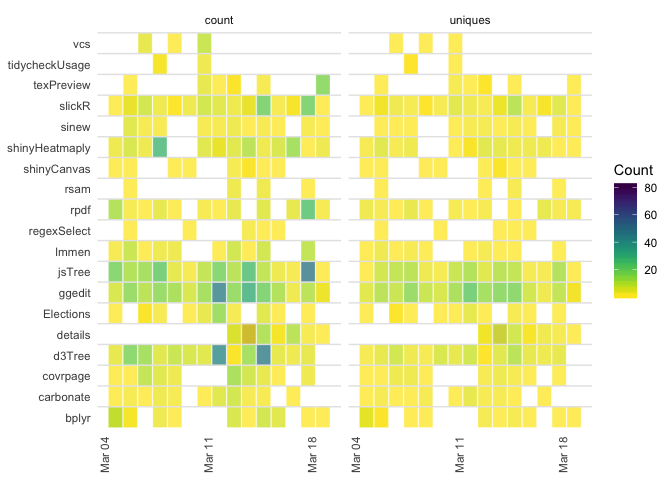 count uniques
vcs
tidycheckUsage
texPreview
slickR
sinew
shinyHeatmaply
shinyCanvas
rsam
rpdf
regexSelect
lmmen
jsTree
ggedit
Elections
details
d3Tree
covrpage
carbonate
bplyr
Count
80
60
40
20
Mar 04 Mar 11 Mar 18 Mar 04 Mar 11 Mar 18